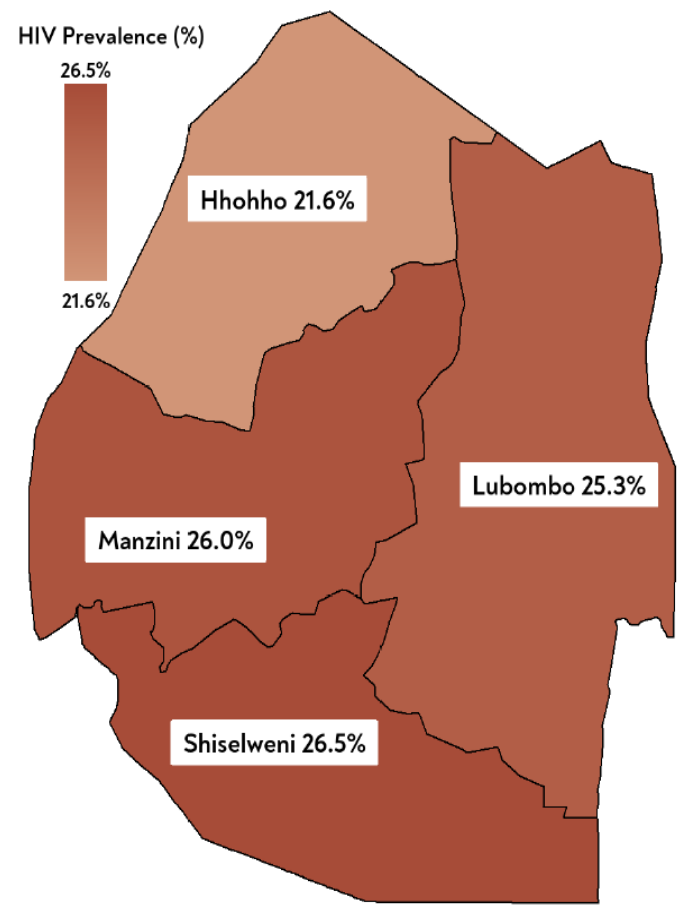 HIV Prevalence (%)
26.5%
21.6%
Hhohho 21.6%
Lubombo 25.3%
Manzini 26.0%
Shiselweni 26.5%